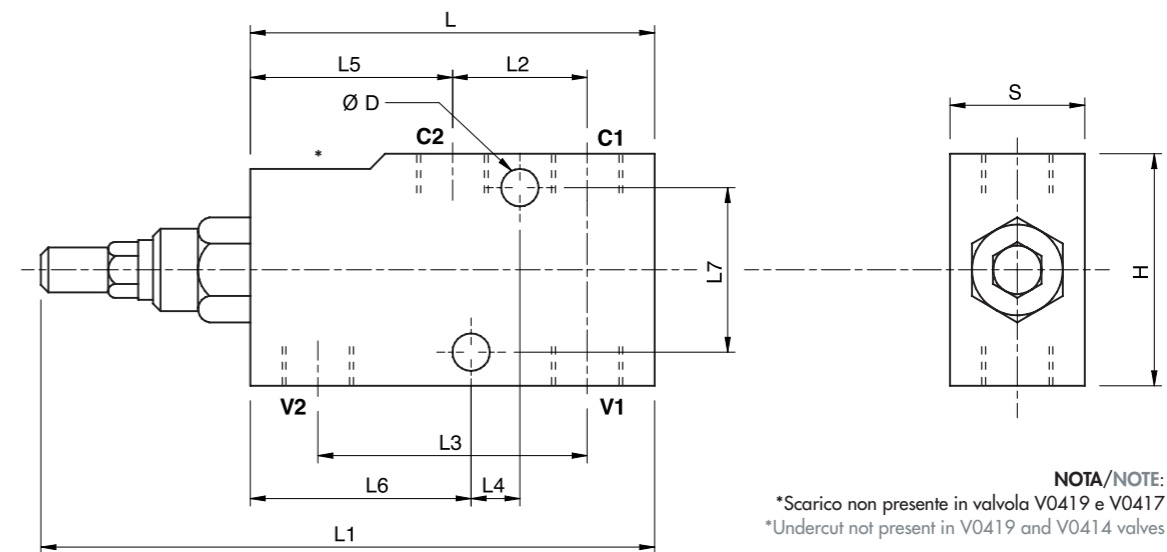 L
L5 L2
Ø D
C2 C1
*
S
L7
H
V2 V1
L3
L6 L4
L1
NOTA/NOTE:
*Scarico non presente in valvola V0419 e V0417
*Undercut not present in V0419 and V0414 valves